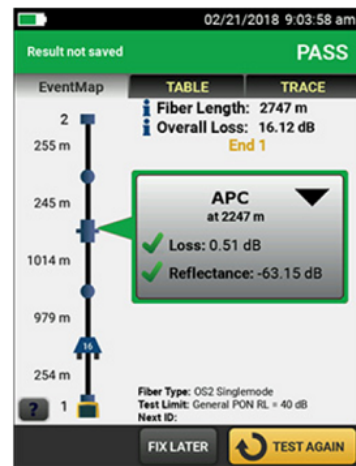 02/21/2018 9:03:58 am
Result not saved
PASS
EventMap
TABLE
TRACE
Fiber Length: 2747 m
Overall Loss: 16.12 dB
End 1
2
255 m
245 m
1014 m
979 m
16
254 m
1
APC
at 2247 m
Loss: 0.51 dB
Reflectance: -63.15 dB
Fiber Type: OS2 Singlemode
Test Limit: General PON RL = 40 dB
Next ID:
?
FIX LATER
TEST AGAIN